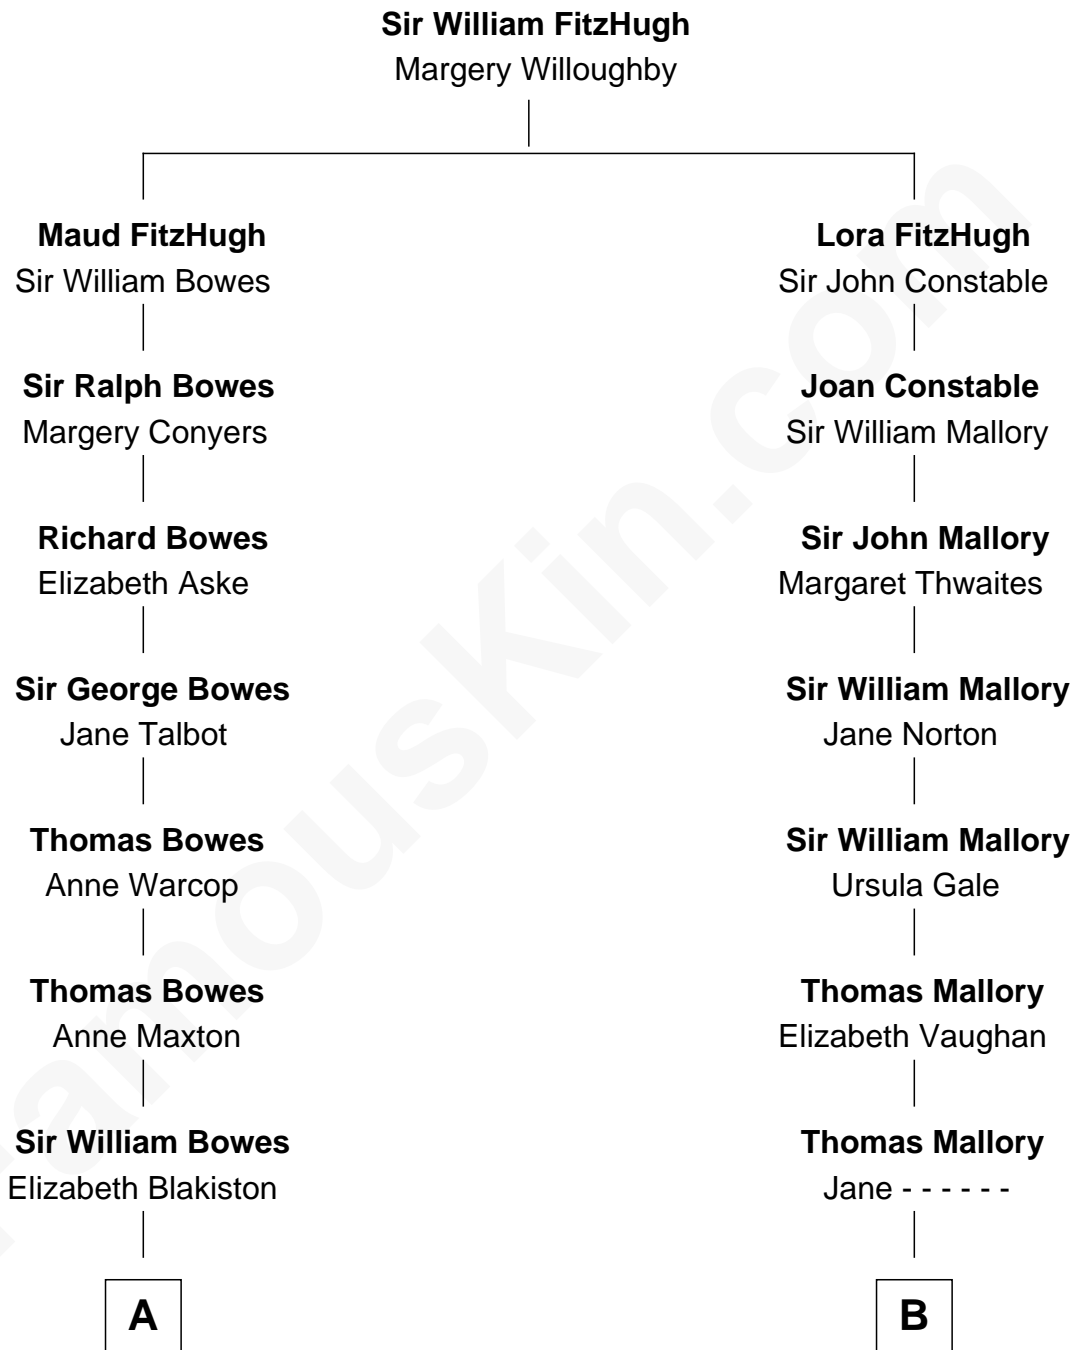 Sir William FitzHugh
Margery Willoughby
Maud FitzHugh
Sir William Bowes
Lora FitzHugh
Sir John Constable
Sir Ralph Bowes
Margery Conyers
Joan Constable
Sir William Mallory
Richard Bowes
Elizabeth Aske
Sir John Mallory
Margaret Thwaites
Sir George Bowes
Jane Talbot
Sir William Mallory
Jane Norton
Thomas Bowes
Anne Warcop
Sir William Mallory
Ursula Gale
Thomas Bowes
Anne Maxton
Thomas Mallory
Elizabeth Vaughan
Sir William Bowes
Elizabeth Blakiston
Thomas Mallory
Jane - - - - - -
A
B
FamousKin.com